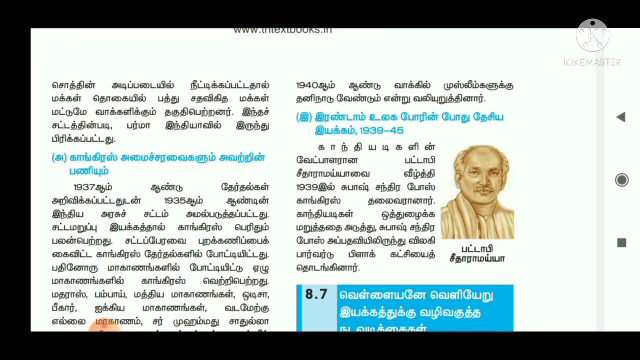 www.tntextbooks.in
KINEMASTER
சொத்தின் அடிப்படையில் நீட்டிக்கப்பட்டதால்
மக்கள் தொகையில் பத்து சதவிகித மக்கள்
மட்டுமே வாக்களிக்கும் தகுதிபெற்றனர். இந்தச்
சட்டத்தின்படி, பர்மா இந்தியாவில் இருந்து
பிரிக்கப்பட்டது.
(அ) காங்கிரஸ் அமைச்சரவைகளும் அவற்றின்
பணியும்
1937ஆம் ஆண்டு தேர்தல்கள்
அறிவிக்கப்பட்டதுடன் 1935ஆம் ஆண்டின்
இந்திய அரசுச் சட்டம் அமல்படுத்தப்பட்டது.
சட்டமறுப்பு இயக்கத்தால் காங்கிரஸ் பெரிதும்
பலன்பெற்றது. சட்டப்பேரவை புறக்கணிப்பைக்
கைவிட்ட காங்கிரஸ் தேர்தல்களில் போட்டியிட்டது.
பதினோரு மாகாணங்களில் போட்டியிட்டு ஏழு
மாகாணங்களில் காங்கிரஸ் வெற்றிபெற்றது.
மதராஸ், பம்பாய், மத்திய மாகாணங்கள், ஒடிசா,
பீகார், ஐக்கிய மாகாணங்கள், வடமேற்கு
எல்லை மாகாணம், சர் முஹம்மது சாதுல்லா
1940ஆம் ஆண்டு வாக்கில் முஸ்லீம்களுக்கு
தனிநாடு வேண்டும் என்று வலியுறுத்தினார்.
(இ) இரண்டாம் உலக போரின் போது தேசிய
இயக்கம், 1939–45
காந்தியடிகளின்
வேட்பாளரான பட்டாபி
சீதாராமய்யாவை வீழ்த்தி
1939இல் சுபாஷ் சந்திர போஸ்
காங்கிரஸ் தலைவரானார்.
காந்தியடிகள் ஒத்துழைக்க
மறுத்ததை அடுத்து, சுபாஷ் சந்திர
போஸ் அப்பதவியிலிருந்து விலகி
பார்வர்டு பிளாக் கட்சியைத்
தொடங்கினார்.
பட்டாபி
சீதாராமய்யா
8.7 வெள்ளையனே வெளியேறு
இயக்கத்துக்கு வழிவகுத்த
நடவடிக்கைகள்